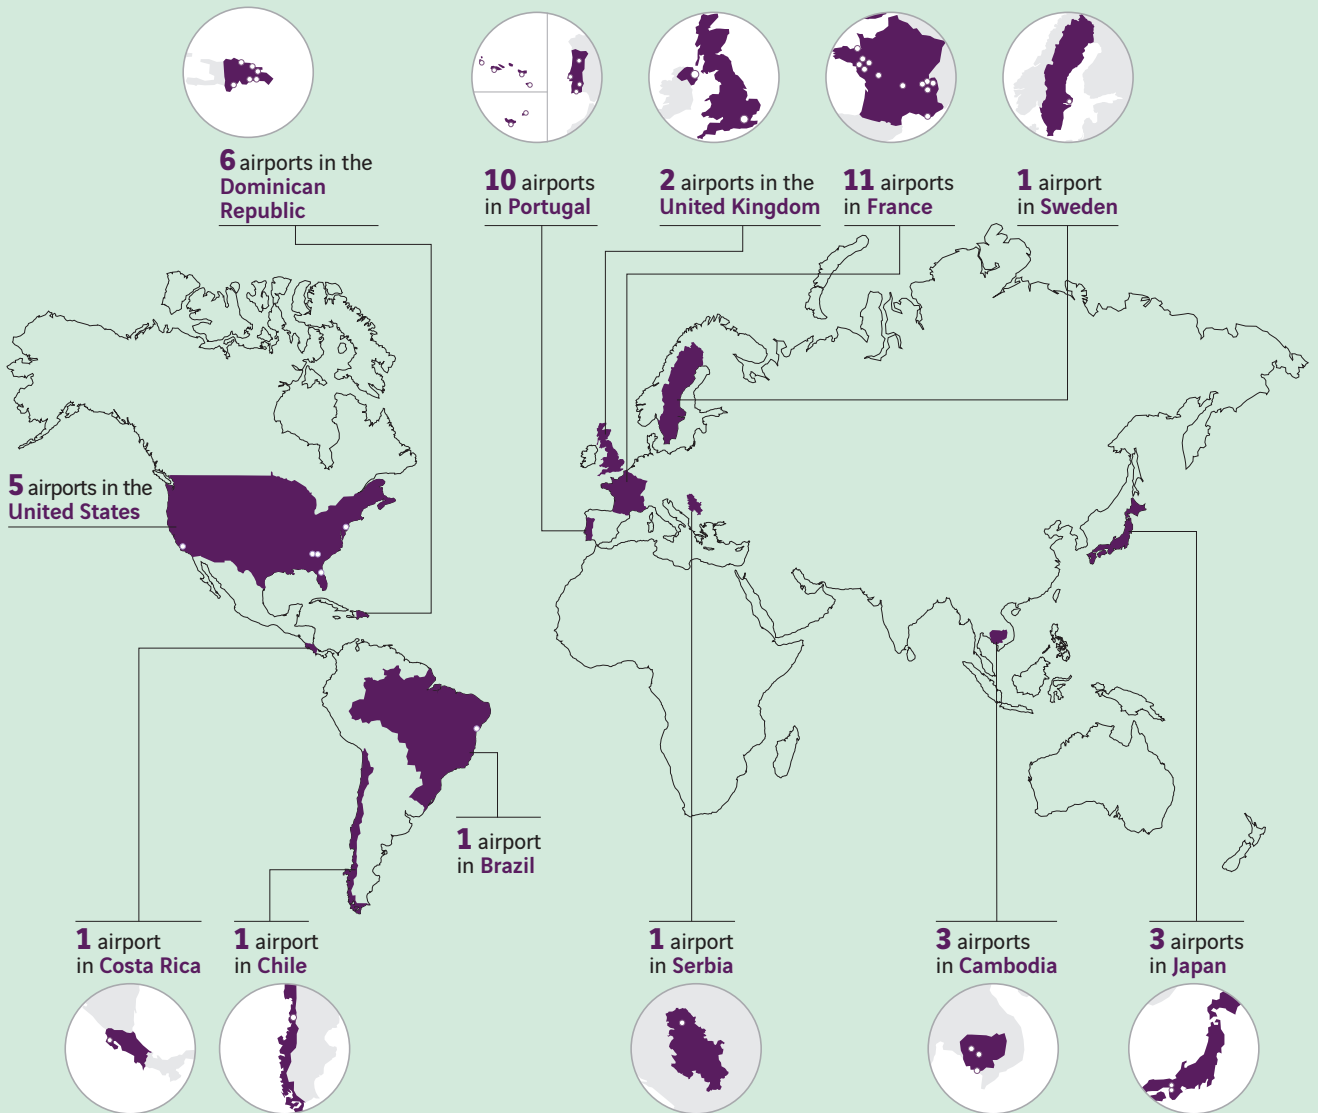 6 airports in the
Dominican
Republic
10 airports
in Portugal
2 airports in the
United Kingdom
11 airports
in France
1 airport
in Sweden
5 airports in the
United States
1 airport
in Brazil
1 airport
in Costa Rica
1 airport
in Chile
1 airport
in Serbia
3 airports
in Cambodia
3 airports
in Japan